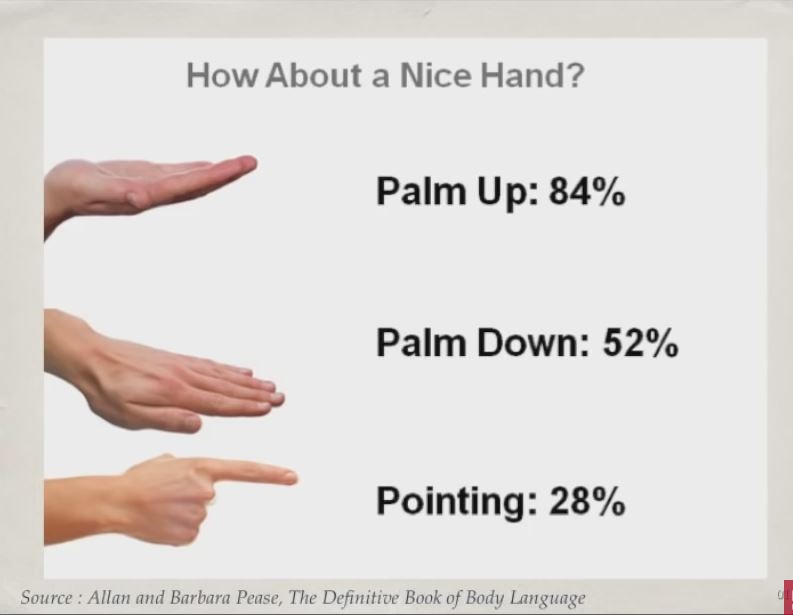 How About a Nice Hand?
Palm Up: 84%
Palm Down: 52%
Pointing: 28%
Source : Allan and Barbara Pease, The Definitive Book of Body Language